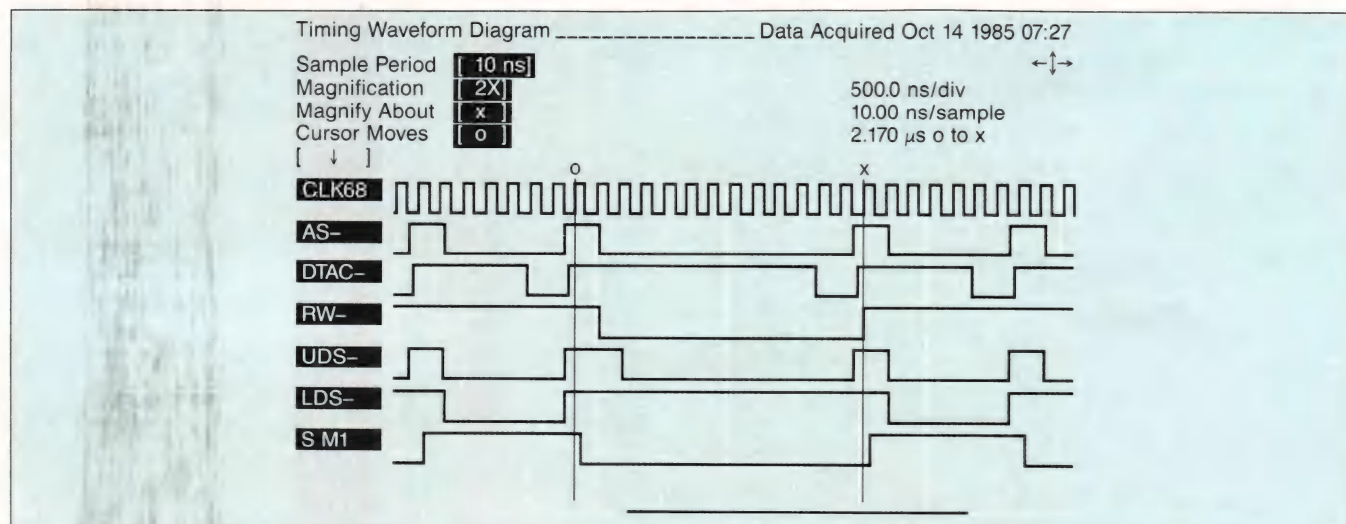 Timing Waveform Diagram __________________ Data Acquired Oct 14 1985 07:27
Sample Period [ 10 ns] ←↕→
Magnification [ 2X] 500.0 ns/div
Magnify About [ x ] 10.00 ns/sample
Cursor Moves [ o ] 2.170 μs o to x
[ ↓ ]
o x
CLK68
AS–
DTAC–
RW–
UDS–
LDS–
S M1